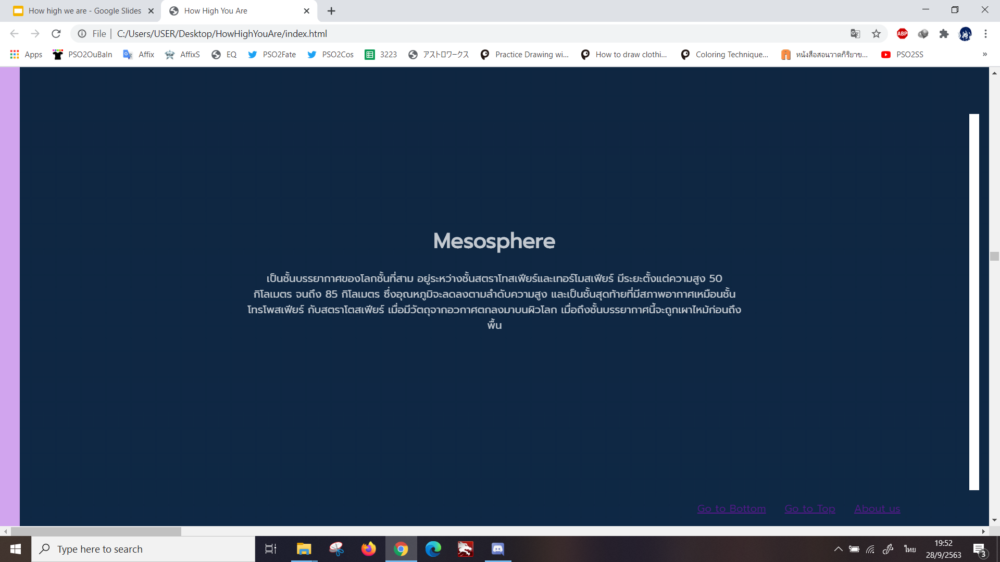 How high we are - Google Slides
How High You Are
File
C:/Users/USER/Desktop/HowHighYouAre/index.html
ABP
Apps
PSO2OuBaln
Affix
AffixS
EQ
PSO2Fate
PSO2Cos
3223
アストロワークス
Practice Drawing wi...
How to draw clothi...
Coloring Technique...
หนังสือสอนวาดกิริยาข...
PSO2SS
»
Mesosphere
เป็นชั้นบรรยากาศของโลกชั้นที่สาม อยู่ระหว่างชั้นสตราโทสเฟียร์และเทอร์โมสเฟียร์ มีระยะตั้งแต่ความสูง 50
กิโลเมตร จนถึง 85 กิโลเมตร ซึ่งอุณหภูมิจะลดลงตามลำดับความสูง และเป็นชั้นสุดท้ายที่มีสภาพอากาศเหมือนชั้น
โทรโพสเฟียร์ กับสตราโตสเฟียร์ เมื่อมีวัตถุจากอวกาศตกลงมาบนผิวโลก เมื่อถึงชั้นบรรยากาศนี้จะถูกเผาไหม้ก่อนถึง
พื้น
Go to Bottom
Go to Top
About us
Type here to search
ไทย
19:52
28/9/2563
3